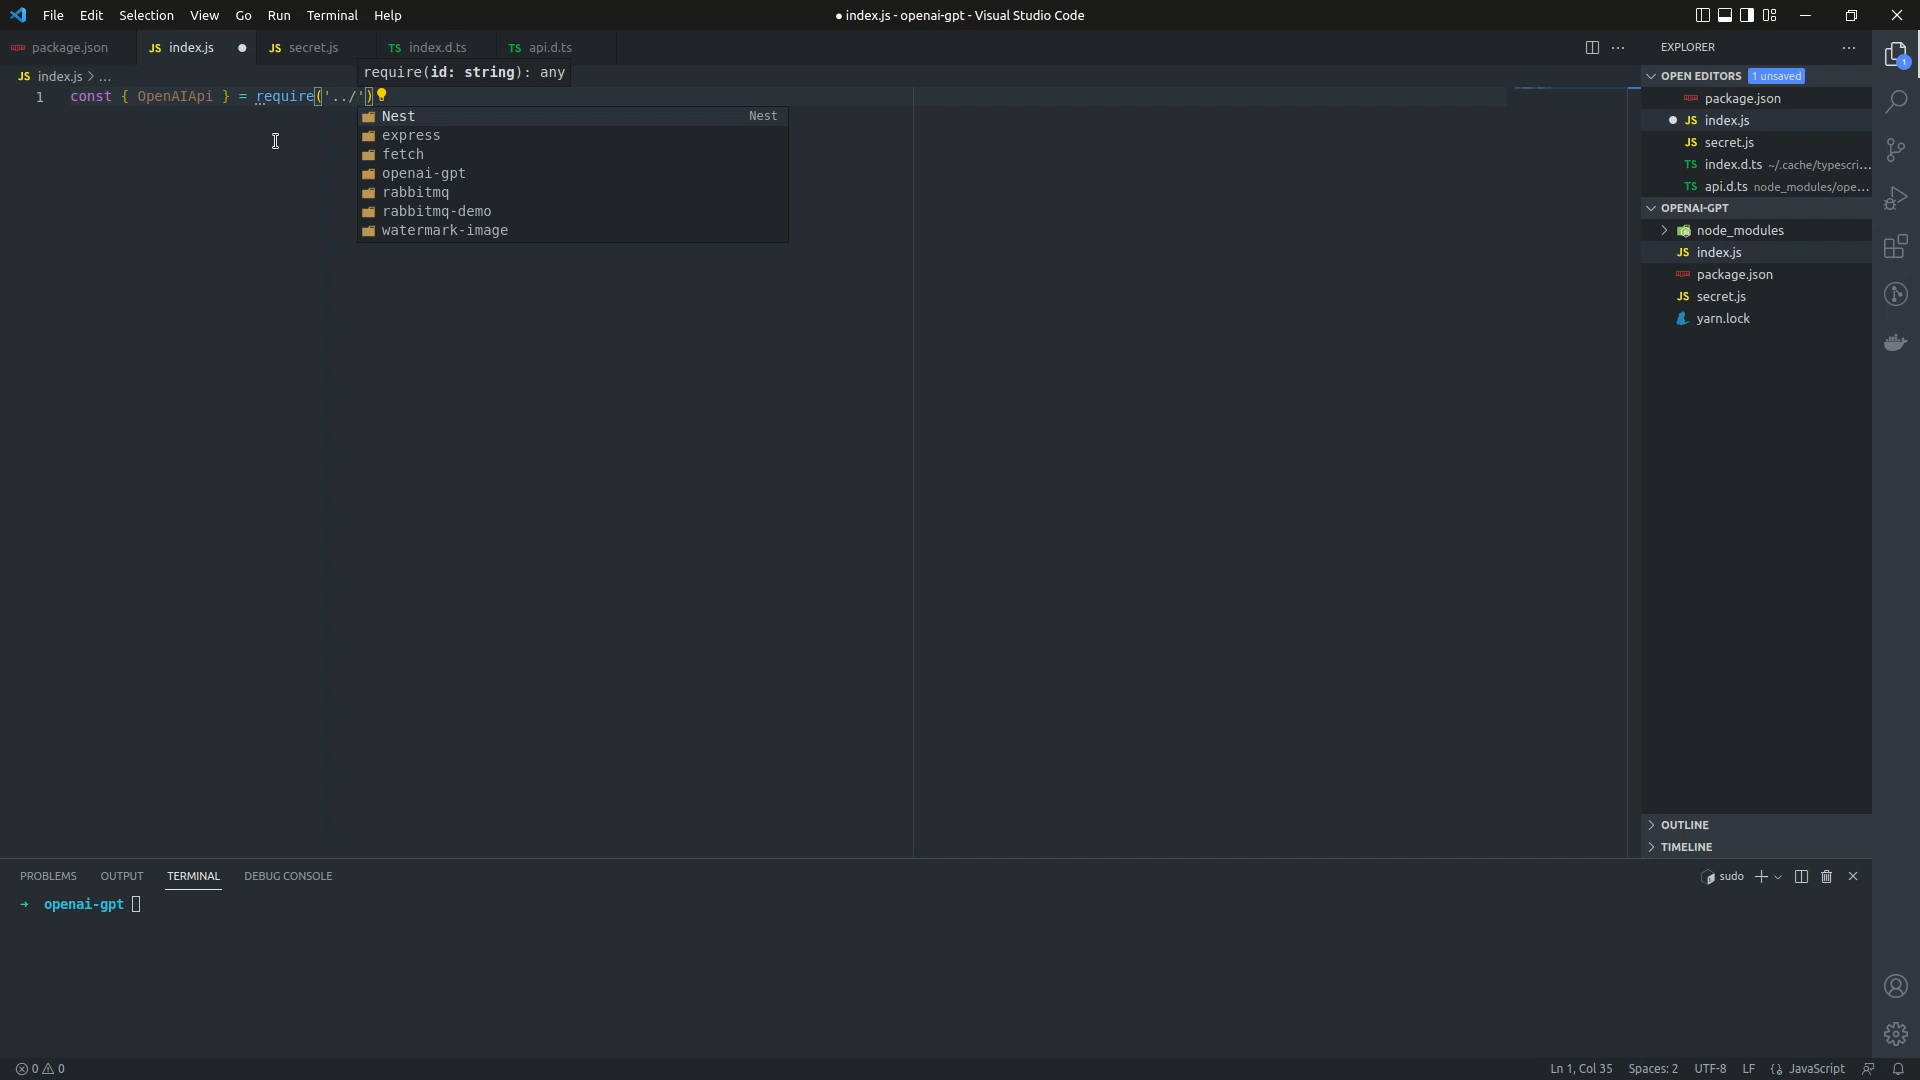 File Edit Selection View Go Run Terminal Help ● index.js - openai-gpt - Visual Studio Code
package.json JS index.js ● JS secret.js TS index.d.ts TS api.d.ts EXPLORER
JS index.js > ...
require(id: string): any
1 const { OpenAIApi } = require('../')
Nest Nest
express
fetch
openai-gpt
rabbitmq
rabbitmq-demo
watermark-image
OPEN EDITORS 1 unsaved
package.json
● JS index.js
JS secret.js
TS index.d.ts ~/.cache/typescri...
TS api.d.ts node_modules/ope...
OPENAI-GPT
node_modules
JS index.js
package.json
JS secret.js
yarn.lock
OUTLINE
TIMELINE
1
PROBLEMS OUTPUT TERMINAL DEBUG CONSOLE sudo
→ openai-gpt
0 0 Ln 1, Col 35 Spaces: 2 UTF-8 LF {} JavaScript